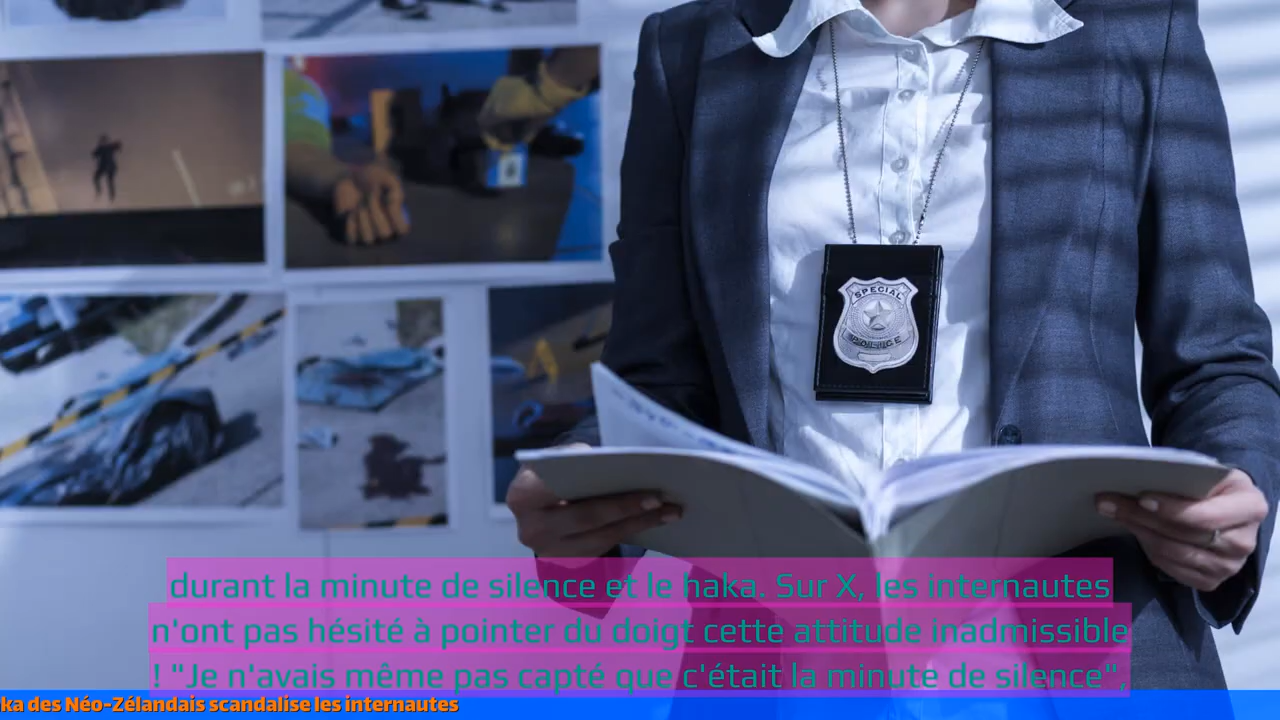 SPECIAL
POLICE
durant la minute de silence et le haka. Sur X, les internautes
n'ont pas hésité à pointer du doigt cette attitude inadmissible
! "Je n'avais même pas capté que c'était la minute de silence",
ka des Néo-Zélandais scandalise les internautes